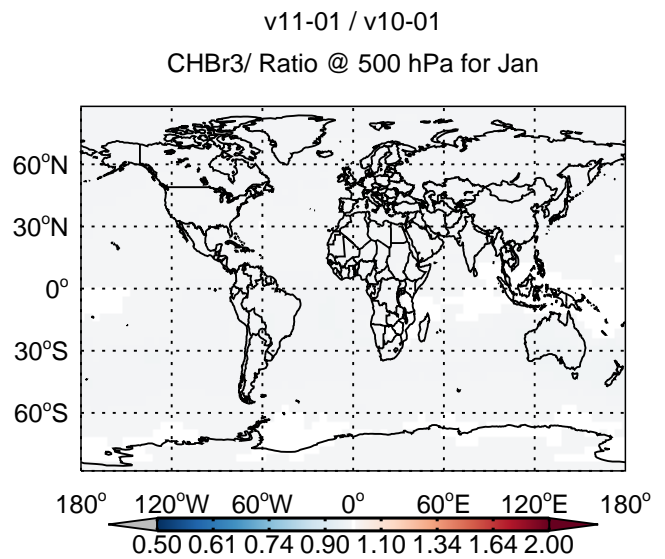 v11-01 / v10-01
CHBr3/ Ratio @ 500 hPa for Jan
60°N
30°N
0°
30°S
60°S
180° 120°W 60°W 0° 60°E 120°E 180°
0.50 0.61 0.74 0.90 1.10 1.34 1.64 2.00